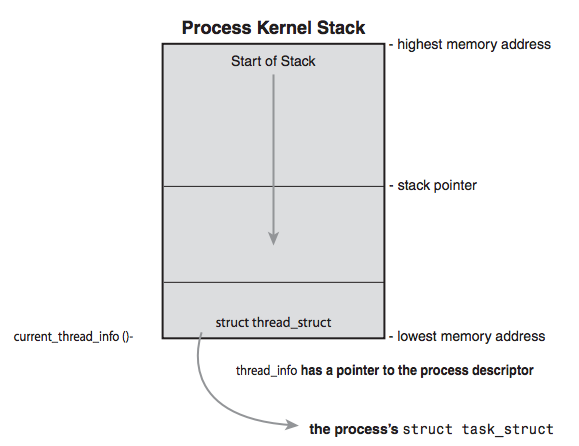 Process Kernel Stack
- highest memory address
Start of Stack
- stack pointer
struct thread_struct
current_thread_info ()-
- lowest memory address
thread_info has a pointer to the process descriptor
the process's struct task_struct